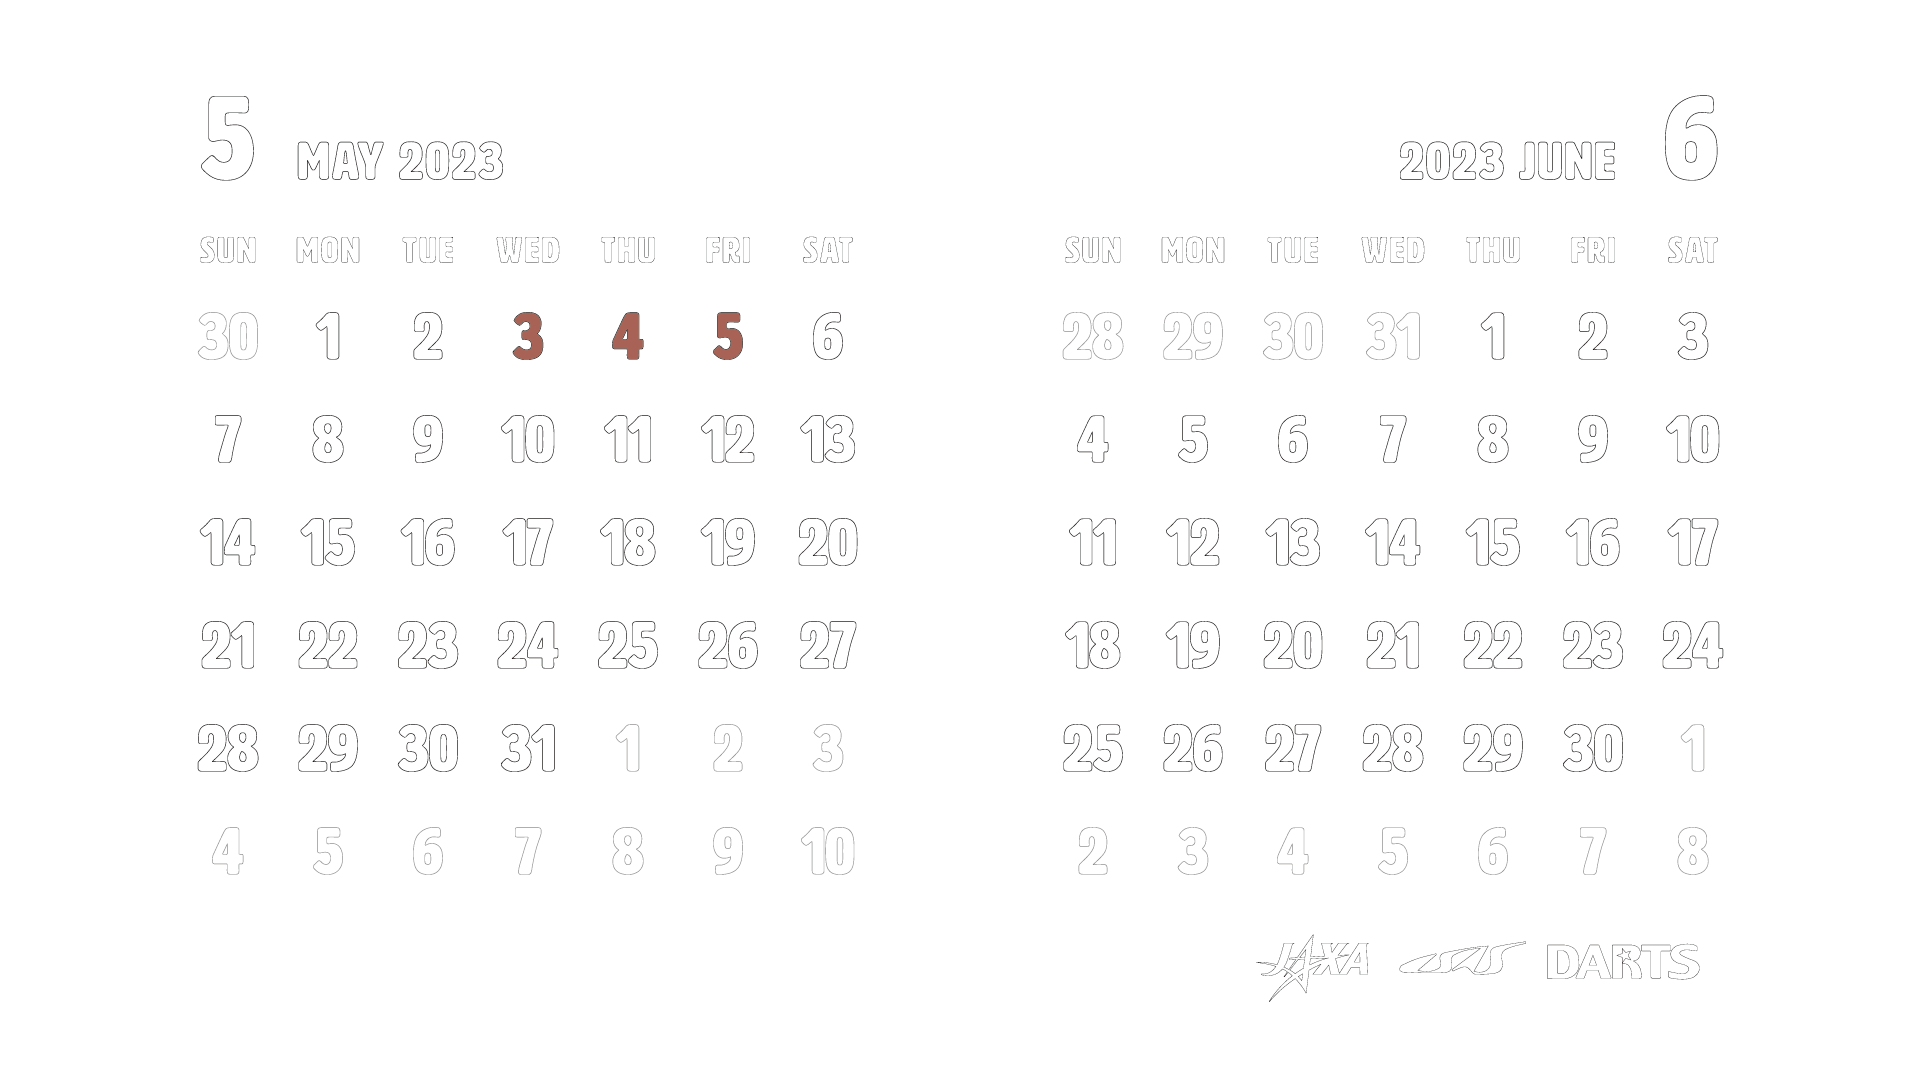 5 MAY 2023
SUN MON TUE WED THU FRI SAT
30 1 2 3 4 5 6
7 8 9 10 11 12 13
14 15 16 17 18 19 20
21 22 23 24 25 26 27
28 29 30 31 1 2 3
4 5 6 7 8 9 10
2023 JUNE 6
SUN MON TUE WED THU FRI SAT
28 29 30 31 1 2 3
4 5 6 7 8 9 10
11 12 13 14 15 16 17
18 19 20 21 22 23 24
25 26 27 28 29 30 1
2 3 4 5 6 7 8
JAXA ISAS DARTS